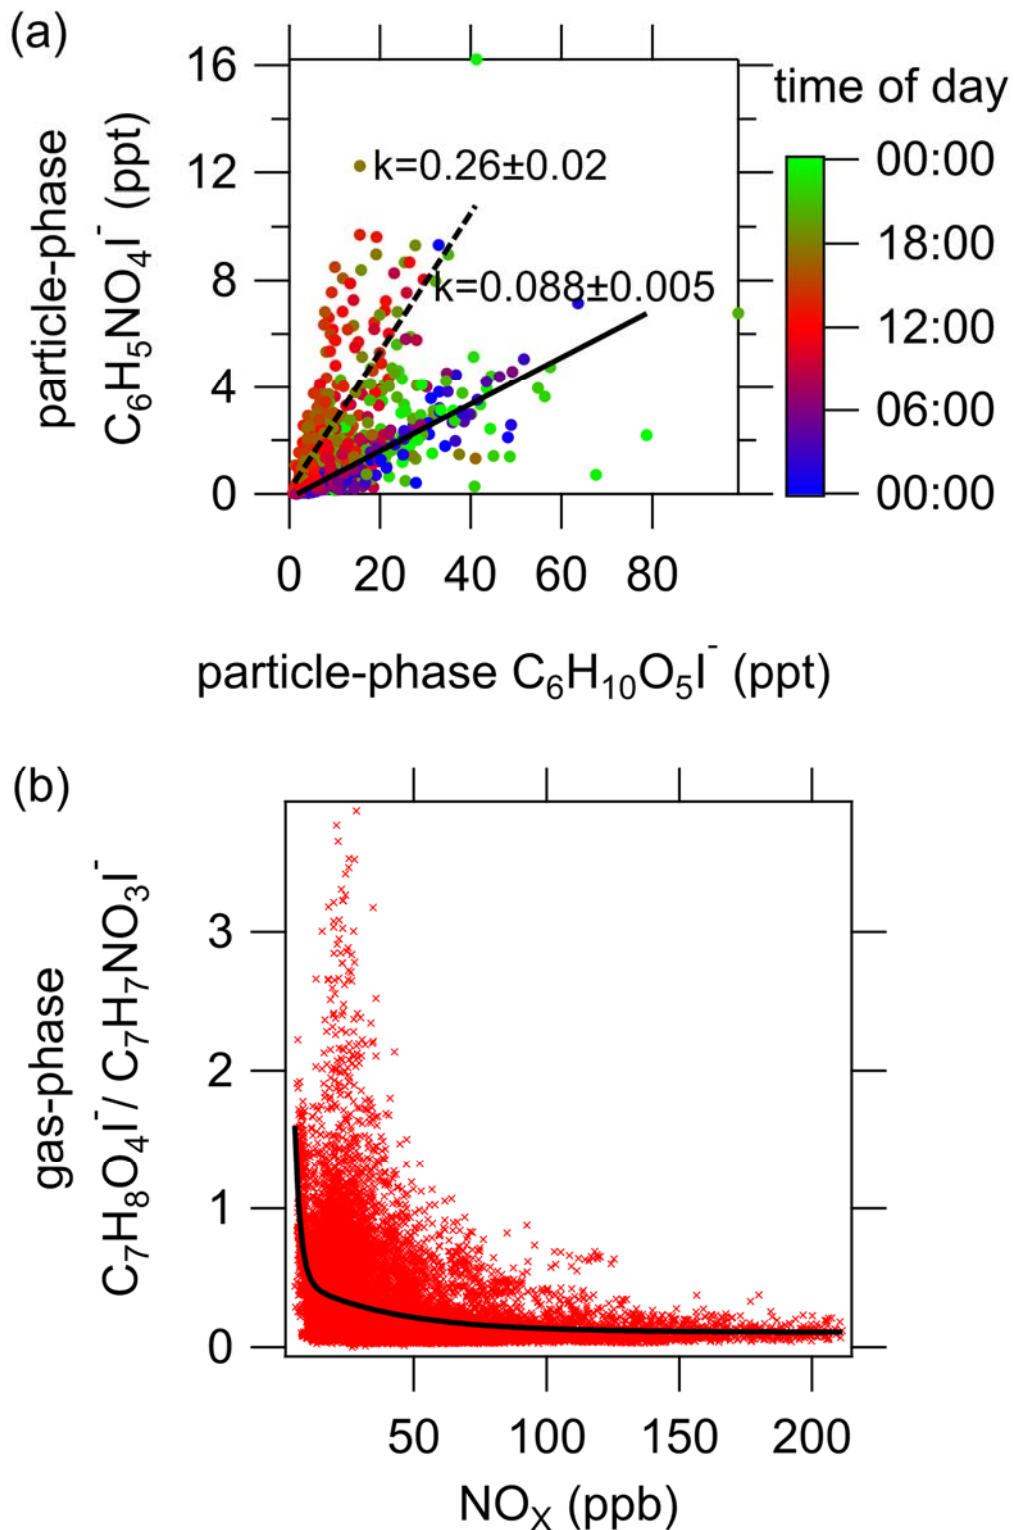 (a)
particle-phase
C₆H₅NO₄I⁻ (ppt)
16
12
8
4
0
k=0.26±0.02
k=0.088±0.005
0 20 40 60 80
particle-phase C₆H₁₀O₅I⁻ (ppt)
time of day
00:00
18:00
12:00
06:00
00:00
(b)
gas-phase
C₇H₈O₄I⁻/ C₇H₇NO₃I⁻
3
2
1
0
50 100 150 200
NOₓ (ppb)